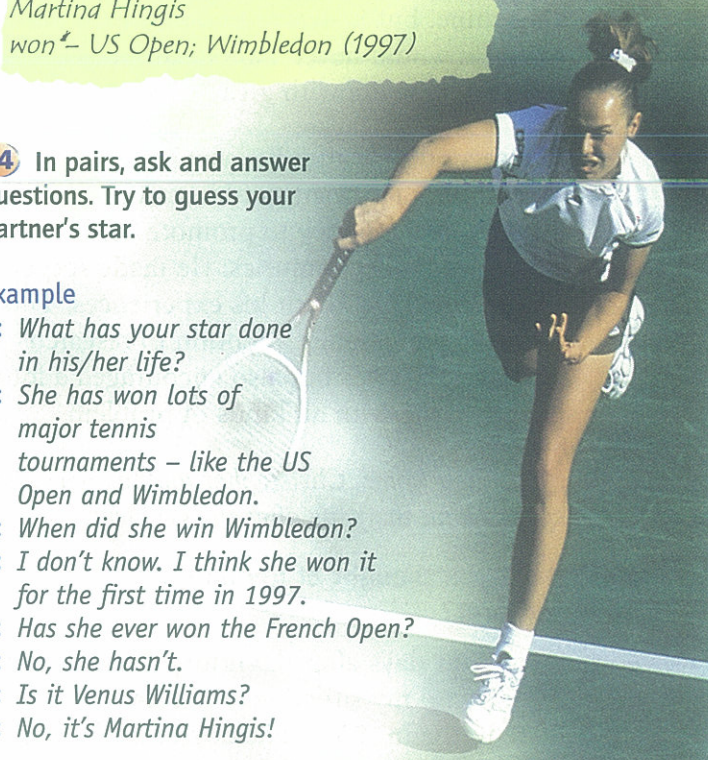 Martina Hingis
won – US Open; Wimbledon (1997)
4 In pairs, ask and answer
uestions. Try to guess your
artner's star.
xample
: What has your star done
in his/her life?
: She has won lots of
major tennis
tournaments – like the US
Open and Wimbledon.
: When did she win Wimbledon?
: I don't know. I think she won it
for the first time in 1997.
: Has she ever won the French Open?
: No, she hasn't.
: Is it Venus Williams?
: No, it's Martina Hingis!